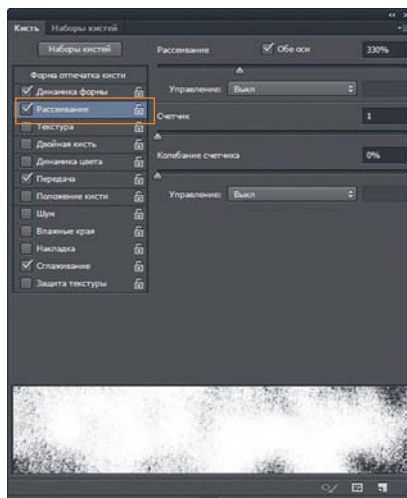 Кисть Наборы кистей
Наборы кистей
Форма отпечатка кисти
Динамика формы
Рассеивание
Текстура
Двойная кисть
Динамика цвета
Передача
Положение кисти
Шум
Влажные края
Накладка
Сглаживание
Защита текстуры
Рассеивание Обе оси 330%
Управление: Выкл
Счетчик 1
Колебание счетчика 0%
Управление: Выкл